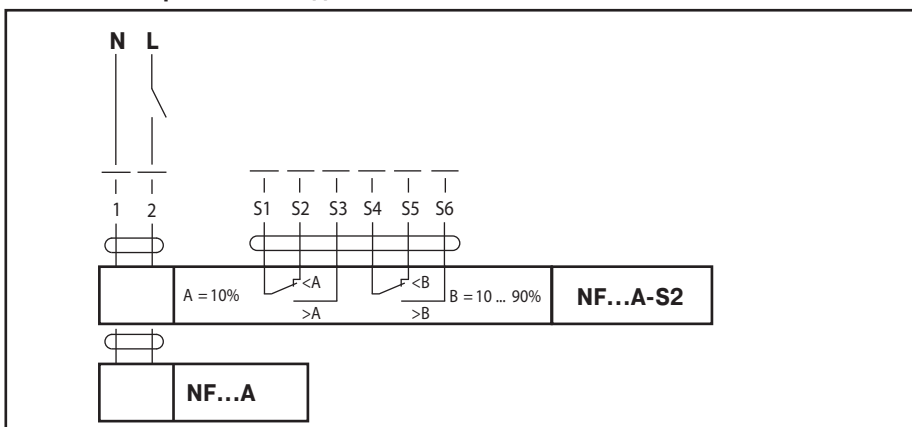 N L
1 2 S1 S2 S3 S4 S5 S6
A = 10% <A >A <B >B B = 10 ... 90% NF...A-S2
NF...A